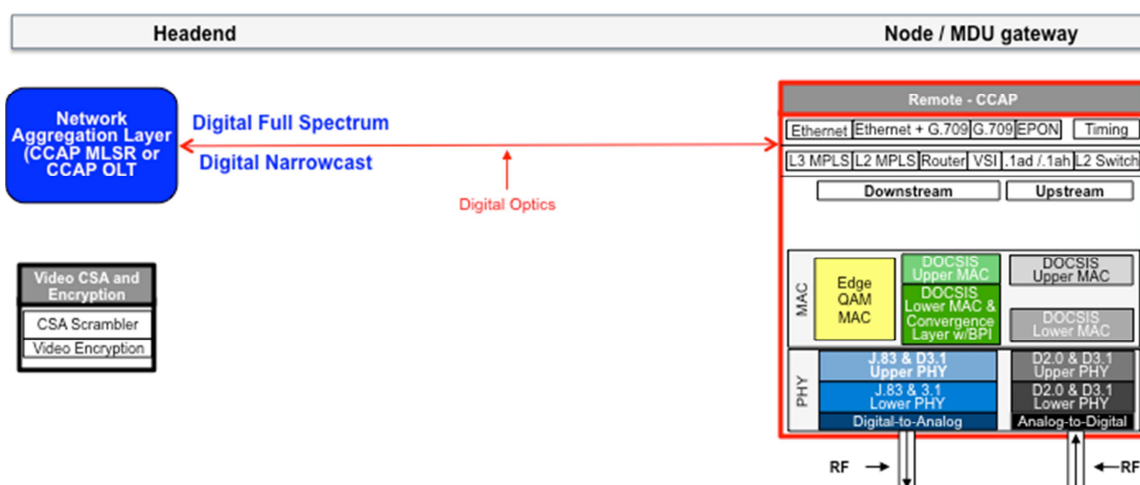 Headend
Node / MDU gateway
Network
Aggregation Layer
(CCAP MLSR or
CCAP OLT
Digital Full Spectrum
Digital Narrowcast
Digital Optics
Remote - CCAP
Ethernet Ethernet + G.709 G.709 EPON Timing
L3 MPLS L2 MPLS Router VSI .1ad /.1ah L2 Switch
Downstream Upstream
Video CSA and
Encryption
CSA Scrambler
Video Encryption
MAC
Edge
QAM
MAC
DOCSIS
Upper MAC
DOCSIS
Lower MAC &
Convergence
Layer w/BPI
DOCSIS
Upper MAC
DOCSIS
Lower MAC
PHY
J.83 & D3.1
Upper PHY
J.83 & 3.1
Lower PHY
Digital-to-Analog
D2.0 & D3.1
Upper PHY
D2.0 & D3.1
Lower PHY
Analog-to-Digital
RF
RF